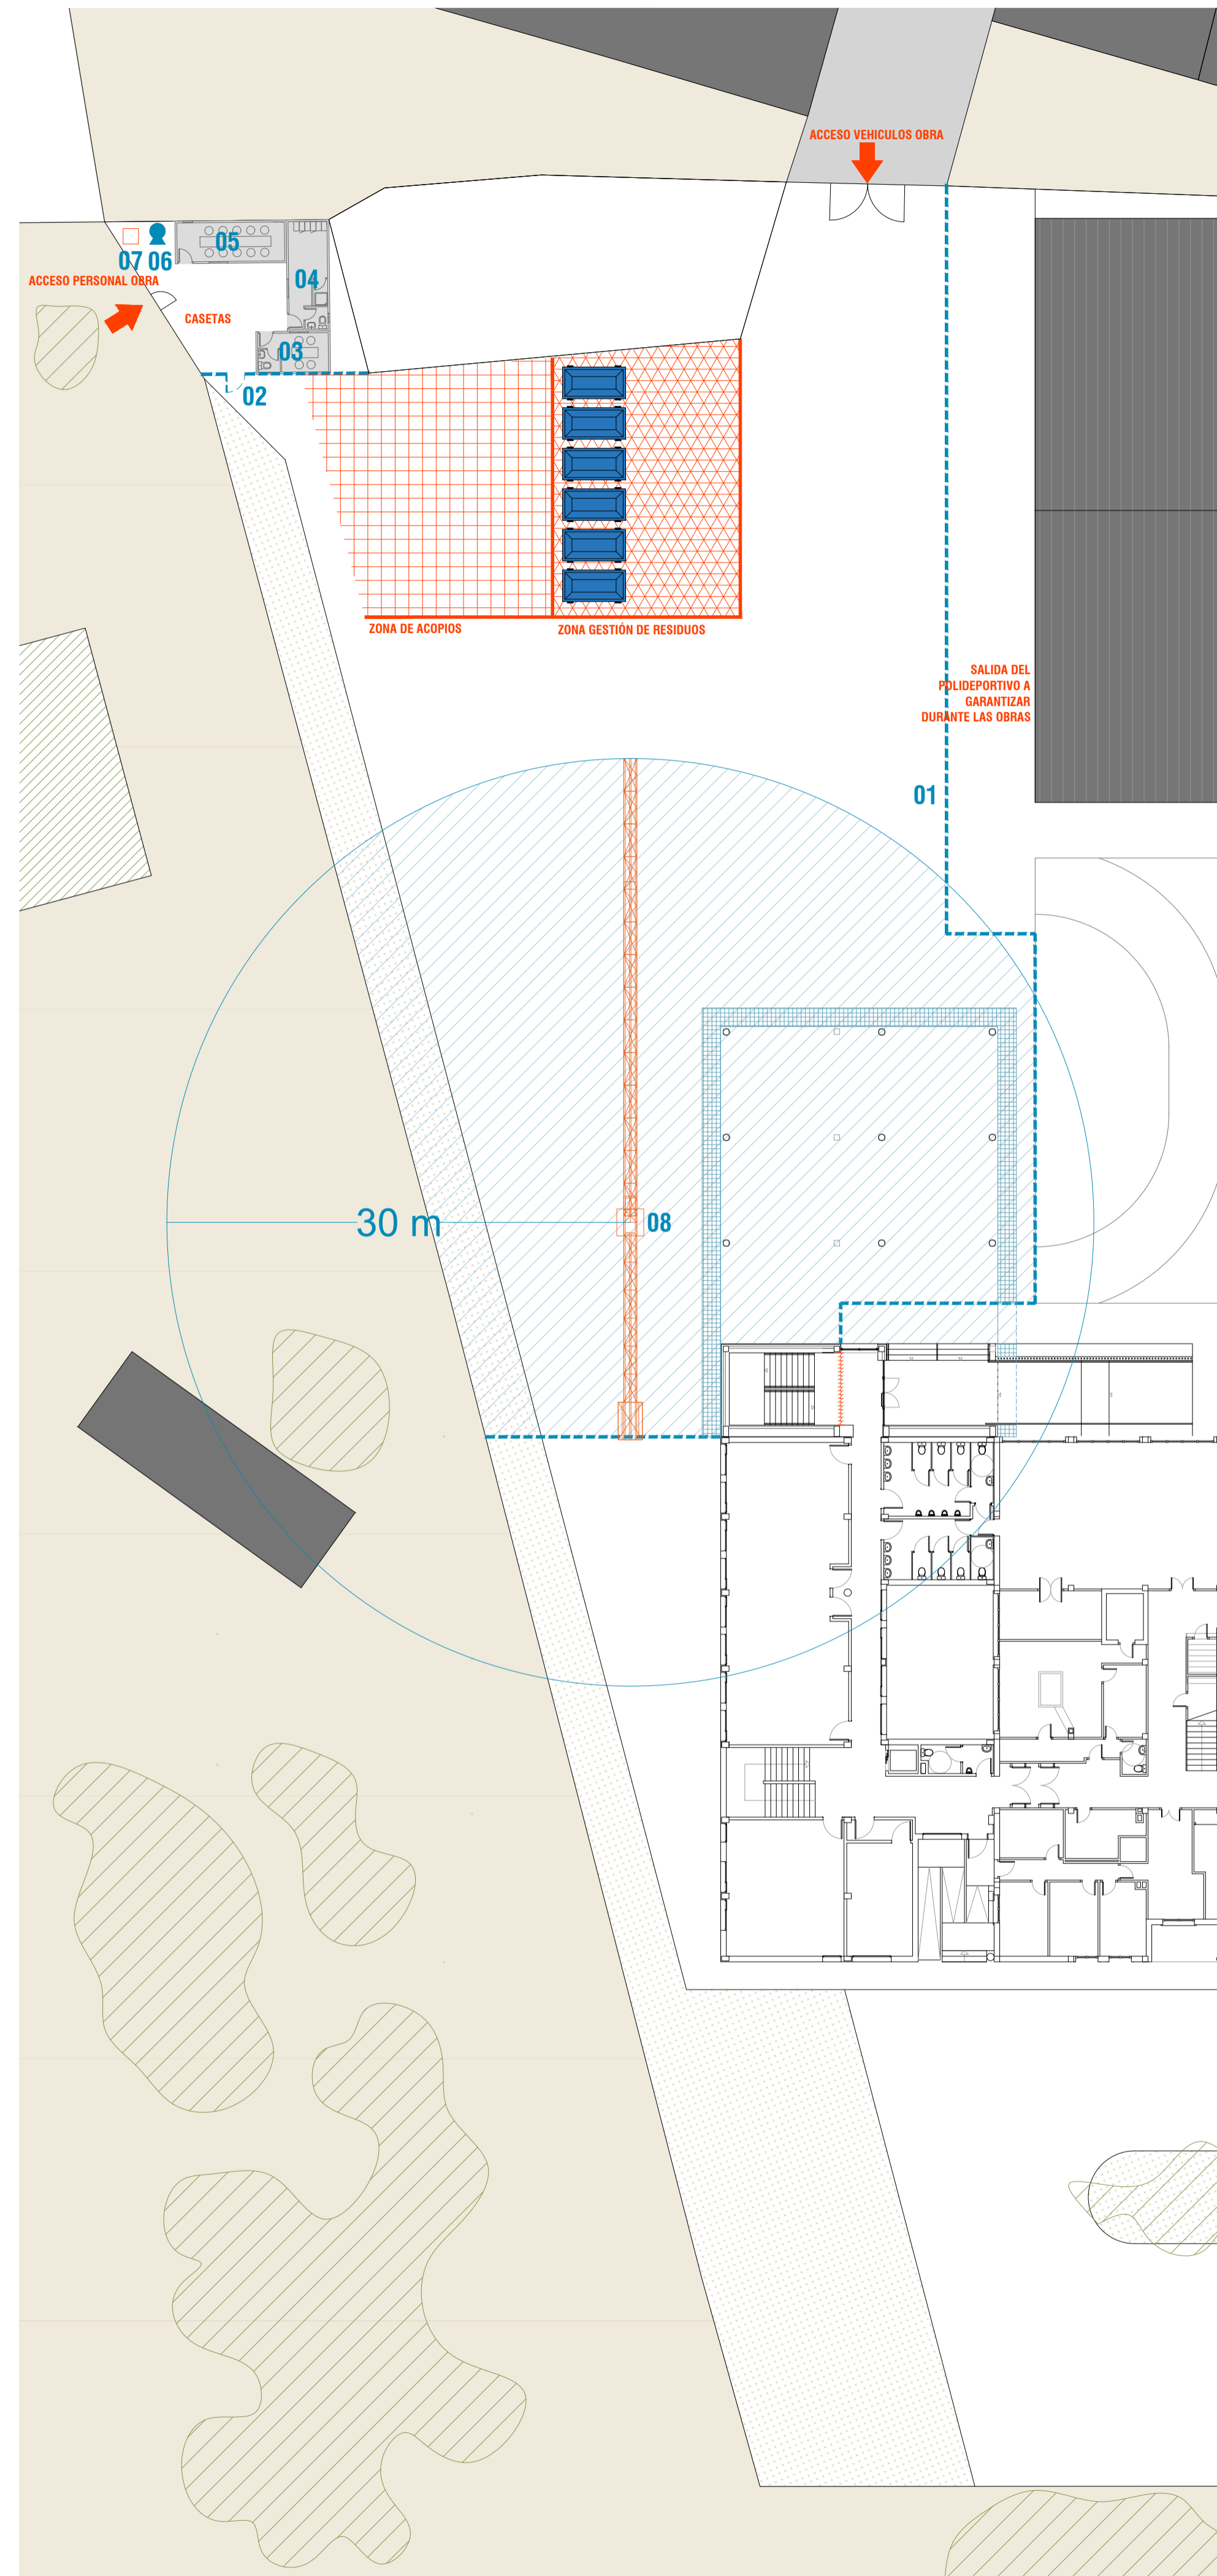 ACCESO VEHICULOS OBRA
05
07 06
04
ACCESO PERSONAL OBRA
CASETAS
03
02
ZONA DE ACOPIOS
ZONA GESTIÓN DE RESIDUOS
SALIDA DEL
POLIDEPORTIVO A
GARANTIZAR
DURANTE LAS OBRAS
01
30 m
08